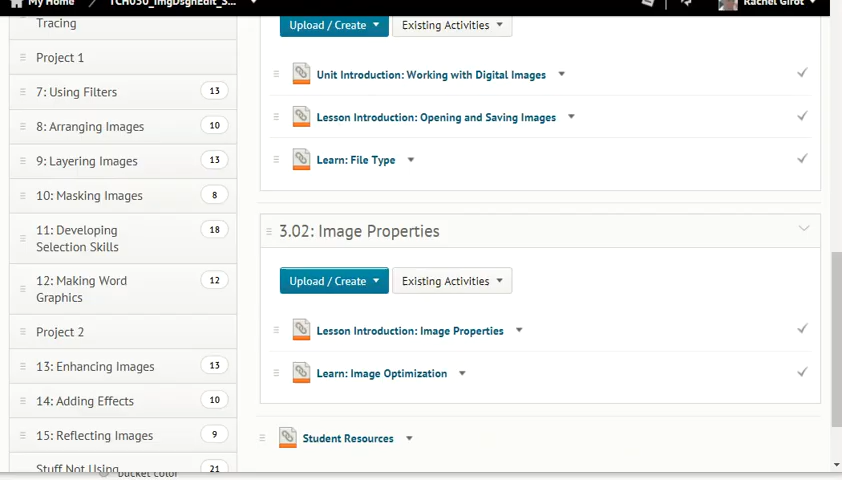 My Home / TCH030_ImgDsgnEdit_S...
Rachel Girot
Tracing
Project 1
7: Using Filters 13
8: Arranging Images 10
9: Layering Images 13
10: Masking Images 8
11: Developing 18
Selection Skills
12: Making Word 12
Graphics
Project 2
13: Enhancing Images 13
14: Adding Effects 10
15: Reflecting Images 9
Stuff Not Using 21
bucket color
Upload / Create
Existing Activities
Unit Introduction: Working with Digital Images
Lesson Introduction: Opening and Saving Images
Learn: File Type
3.02: Image Properties
Upload / Create
Existing Activities
Lesson Introduction: Image Properties
Learn: Image Optimization
Student Resources